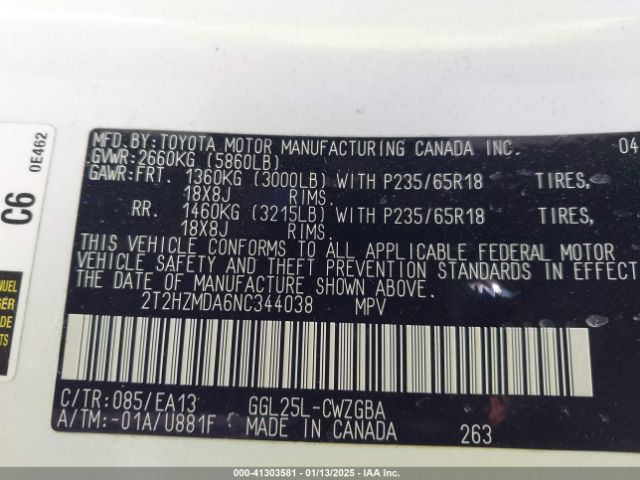 MFD.BY:TOYOTA MOTOR MANUFACTURING CANADA INC. 04
GVWR:2660KG (5860LB)
GAWR:FRT. 1360KG (3000LB) WITH P235/65R18 TIRES,
18X8J RIMS.
RR. 1460KG (3215LB) WITH P235/65R18 TIRES,
18X8J RIMS.
THIS VEHICLE CONFORMS TO ALL APPLICABLE FEDERAL MOTOR
VEHICLE SAFETY AND THEFT PREVENTION STANDARDS IN EFFECT
THE DATE OF MANUFACTURE SHOWN ABOVE.
2T2HZMDA6NC344038 MPV
C/TR:085/EA13 GGL25L-CWZGBA
A/TM:-01A/U881F MADE IN CANADA 263
C6 0E462
000-41303581 - 01/13/2025 - IAA, Inc.